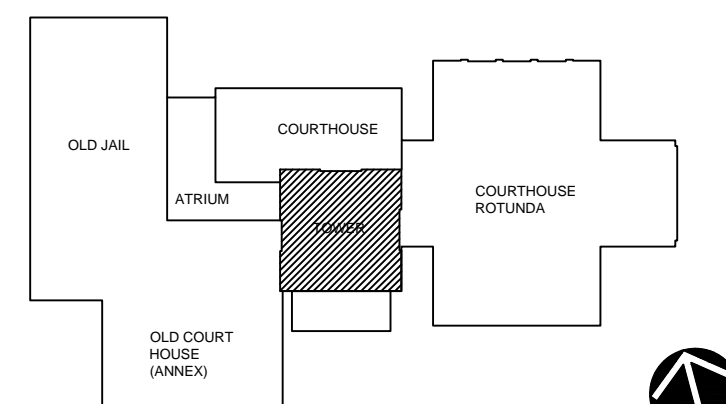 OLD JAIL
COURTHOUSE
ATRIUM
COURTHOUSE
ROTUNDA
TOWER
OLD COURT
HOUSE
(ANNEX)